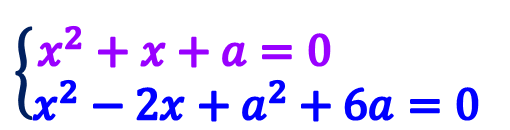 x² + x + a = 0
x² − 2x + a² + 6a = 0